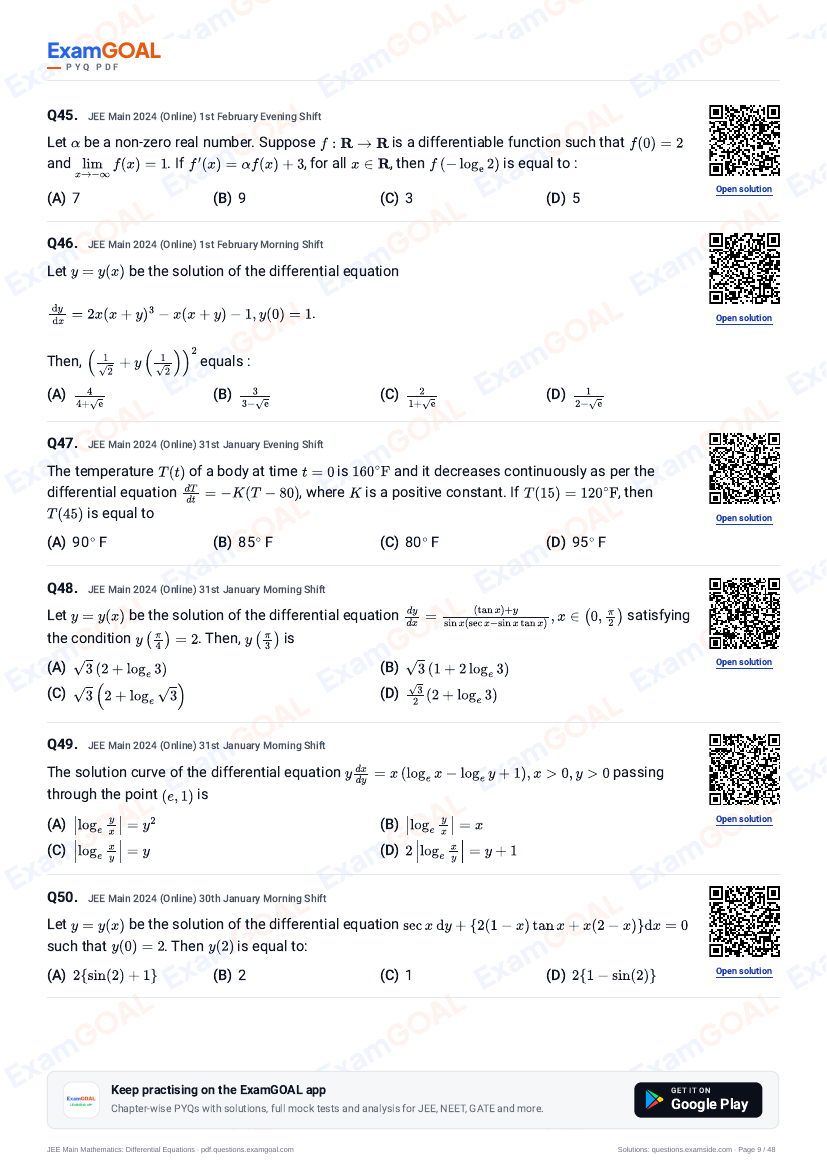 ExamGOAL
PYQ PDF
Q45. JEE Main 2024 (Online) 1st February Evening Shift
Let α be a non-zero real number. Suppose f : R → R is a differentiable function such that f(0) = 2
and lim_{x→−∞} f(x) = 1. If f′(x) = αf(x) + 3, for all x ∈ R, then f (− log_e 2) is equal to :
(A) 7 (B) 9 (C) 3 (D) 5
Open solution
Q46. JEE Main 2024 (Online) 1st February Morning Shift
Let y = y(x) be the solution of the differential equation
dy/dx = 2x(x + y)³ − x(x + y) − 1, y(0) = 1.
Then, (1/√2 + y (1/√2))² equals :
(A) 4/(4+√e) (B) 3/(3−√e) (C) 2/(1+√e) (D) 1/(2−√e)
Open solution
Q47. JEE Main 2024 (Online) 31st January Evening Shift
The temperature T(t) of a body at time t = 0 is 160°F and it decreases continuously as per the
differential equation dT/dt = −K(T − 80), where K is a positive constant. If T(15) = 120°F, then
T(45) is equal to
(A) 90° F (B) 85° F (C) 80° F (D) 95° F
Open solution
Q48. JEE Main 2024 (Online) 31st January Morning Shift
Let y = y(x) be the solution of the differential equation dy/dx = ((tan x)+y)/(sin x(sec x−sin x tan x)), x ∈ (0, π/2) satisfying
the condition y (π/4) = 2. Then, y (π/3) is
(A) √3 (2 + log_e 3) (B) √3 (1 + 2 log_e 3)
(C) √3 (2 + log_e √3) (D) √3/2 (2 + log_e 3)
Open solution
Q49. JEE Main 2024 (Online) 31st January Morning Shift
The solution curve of the differential equation y dx/dy = x (log_e x − log_e y + 1), x > 0, y > 0 passing
through the point (e, 1) is
(A) |log_e y/x| = y² (B) |log_e y/x| = x
(C) |log_e x/y| = y (D) 2 |log_e x/y| = y + 1
Open solution
Q50. JEE Main 2024 (Online) 30th January Morning Shift
Let y = y(x) be the solution of the differential equation sec x dy + {2(1 − x) tan x + x(2 − x)}dx = 0
such that y(0) = 2. Then y(2) is equal to:
(A) 2{sin(2) + 1} (B) 2 (C) 1 (D) 2{1 − sin(2)}
Open solution
Keep practising on the ExamGOAL app
Chapter-wise PYQs with solutions, full mock tests and analysis for JEE, NEET, GATE and more.
ExamGOAL
GET IT ON
Google Play
JEE Main Mathematics: Differential Equations · pdf.questions.examgoal.com
Solutions: questions.examside.com · Page 9 / 48